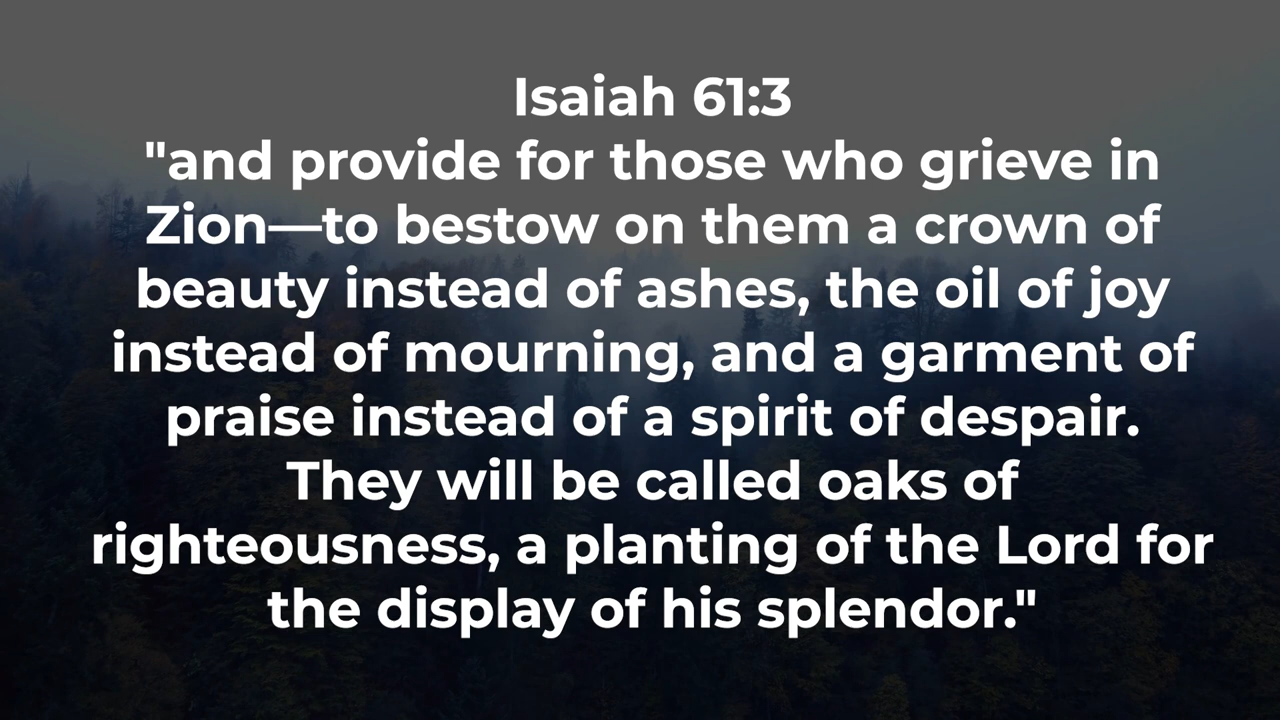 Isaiah 61:3
"and provide for those who grieve in
Zion—to bestow on them a crown of
beauty instead of ashes, the oil of joy
instead of mourning, and a garment of
praise instead of a spirit of despair.
They will be called oaks of
righteousness, a planting of the Lord for
the display of his splendor."